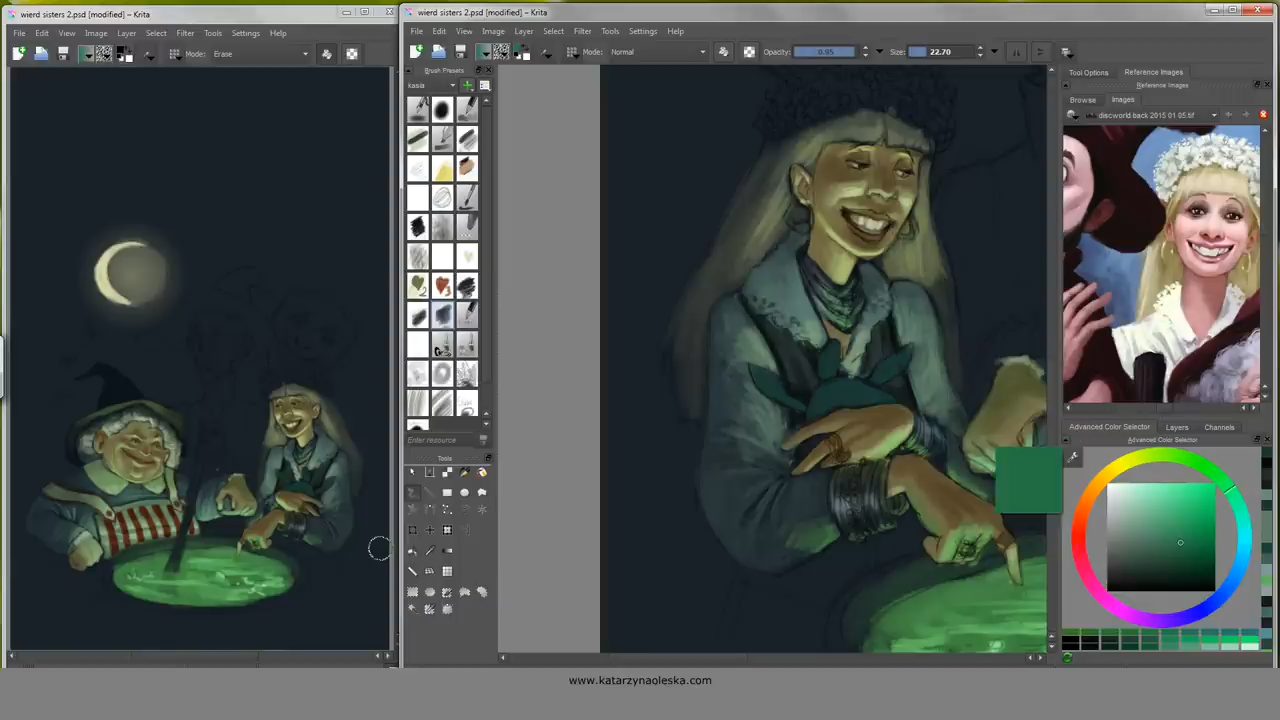 wierd sisters 2.psd [modified] - Krita
File Edit View Image Layer Select Filter Tools Settings Help
Mode: Erase
wierd sisters 2.psd [modified] - Krita
File Edit View Image Layer Select Filter Tools Settings Help
Mode: Normal Opacity: 0.95 Size: 22.70
Brush Presets
kasia
Enter resource
Tools
Tool Options Reference Images
Reference Images
Browse Images
discworld back 2015 01 05.tif
Advanced Color Selector Layers Channels
Advanced Color Selector
www.katarzynaoleska.com